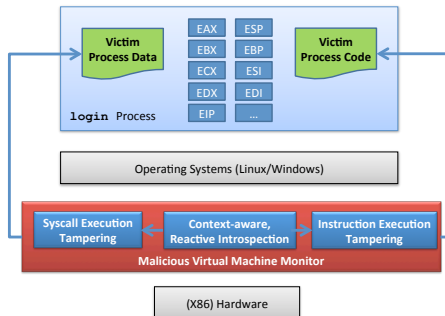 Victim
Process Data
EAX
ESP
EBX
EBP
ECX
ESI
EDX
EDI
EIP
...
Victim
Process Code
login Process
Operating Systems (Linux/Windows)
Syscall Execution
Tampering
Context-aware,
Reactive Introspection
Instruction Execution
Tampering
Malicious Virtual Machine Monitor
(X86) Hardware